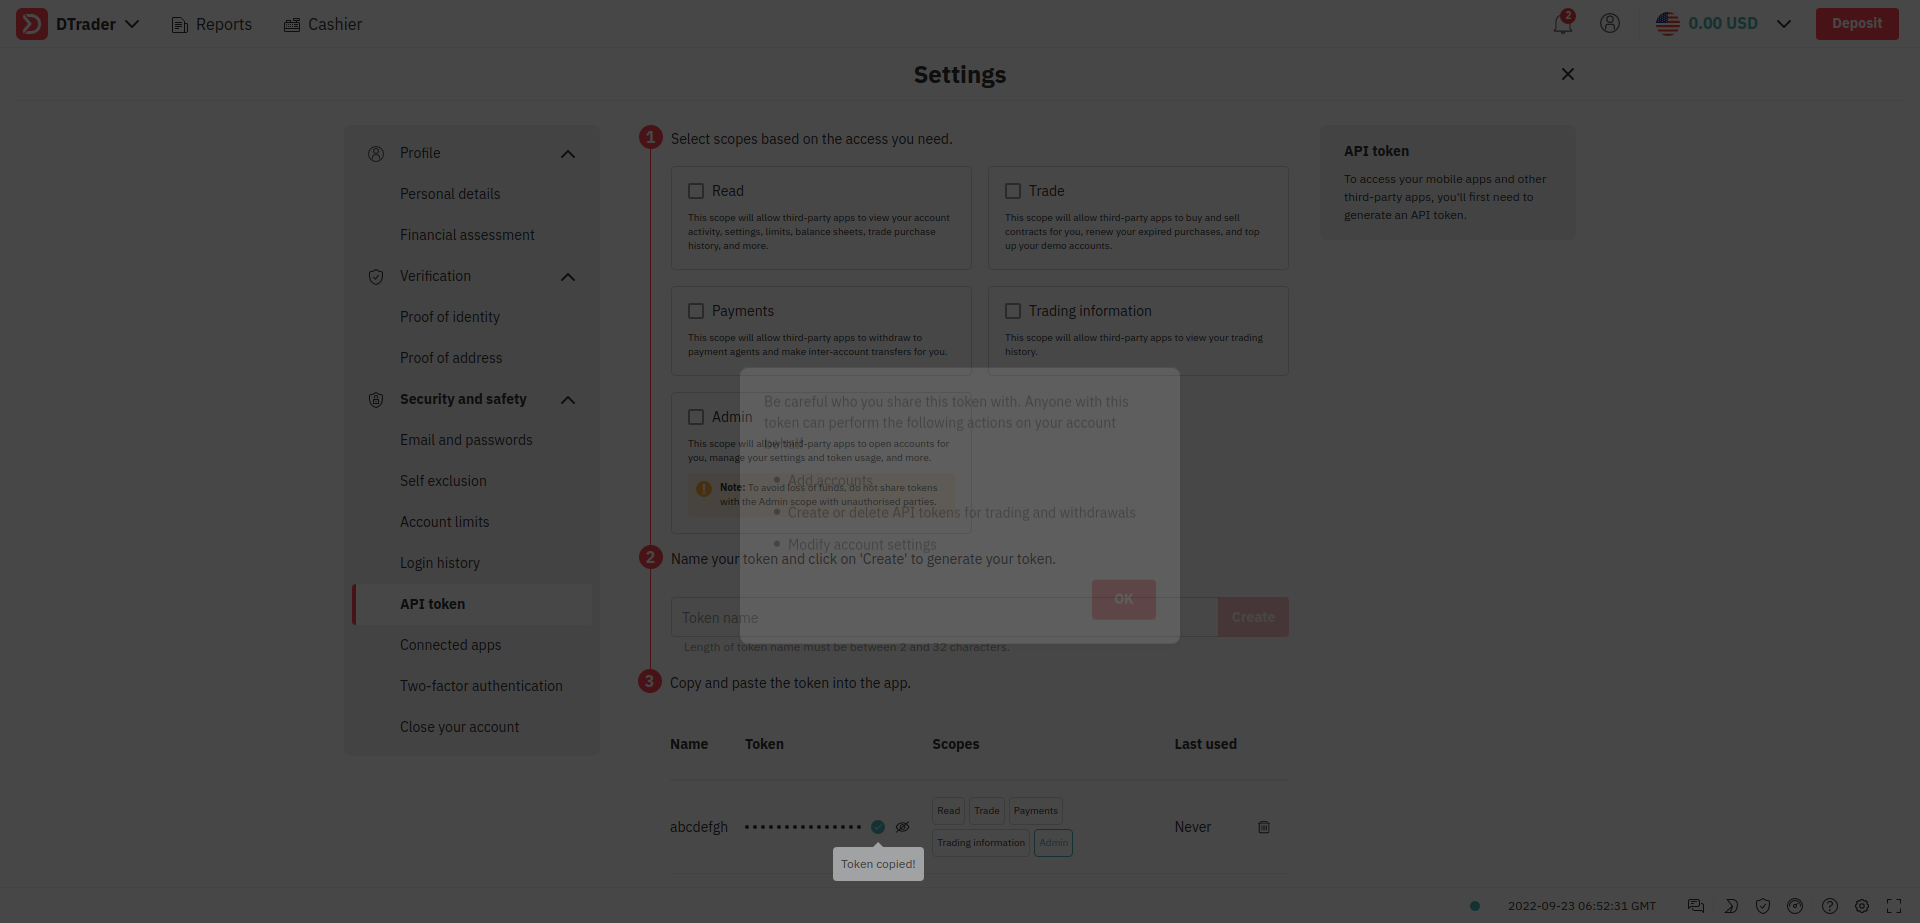 DTrader
Reports
Cashier
2
0.00 USD
Deposit
Settings
Profile
Personal details
Financial assessment
Verification
Proof of identity
Proof of address
Security and safety
Email and passwords
Self exclusion
Account limits
Login history
API token
Connected apps
Two-factor authentication
Close your account
1
Select scopes based on the access you need.
Read
This scope will allow third-party apps to view your account
activity, settings, limits, balance sheets, trade purchase
history, and more.
Trade
This scope will allow third-party apps to buy and sell
contracts for you, renew your expired purchases, and top
up your demo accounts.
Payments
This scope will allow third-party apps to withdraw to
payment agents and make inter-account transfers for you.
Trading information
This scope will allow third-party apps to view your trading
history.
Admin
This scope will allow third-party apps to open accounts for
you, manage your settings and token usage, and more.
Note: To avoid loss of funds, do not share tokens
with the Admin scope with unauthorised parties.
Be careful who you share this token with. Anyone with this
token can perform the following actions on your account
behalf
Add accounts
Create or delete API tokens for trading and withdrawals
Modify account settings
OK
2
Name your token and click on 'Create' to generate your token.
Token name
Create
Length of token name must be between 2 and 32 characters.
3
Copy and paste the token into the app.
Name Token Scopes Last used
abcdefgh
Read Trade Payments
Trading information Admin
Never
Token copied!
API token
To access your mobile apps and other
third-party apps, you'll first need to
generate an API token.
2022-09-23 06:52:31 GMT